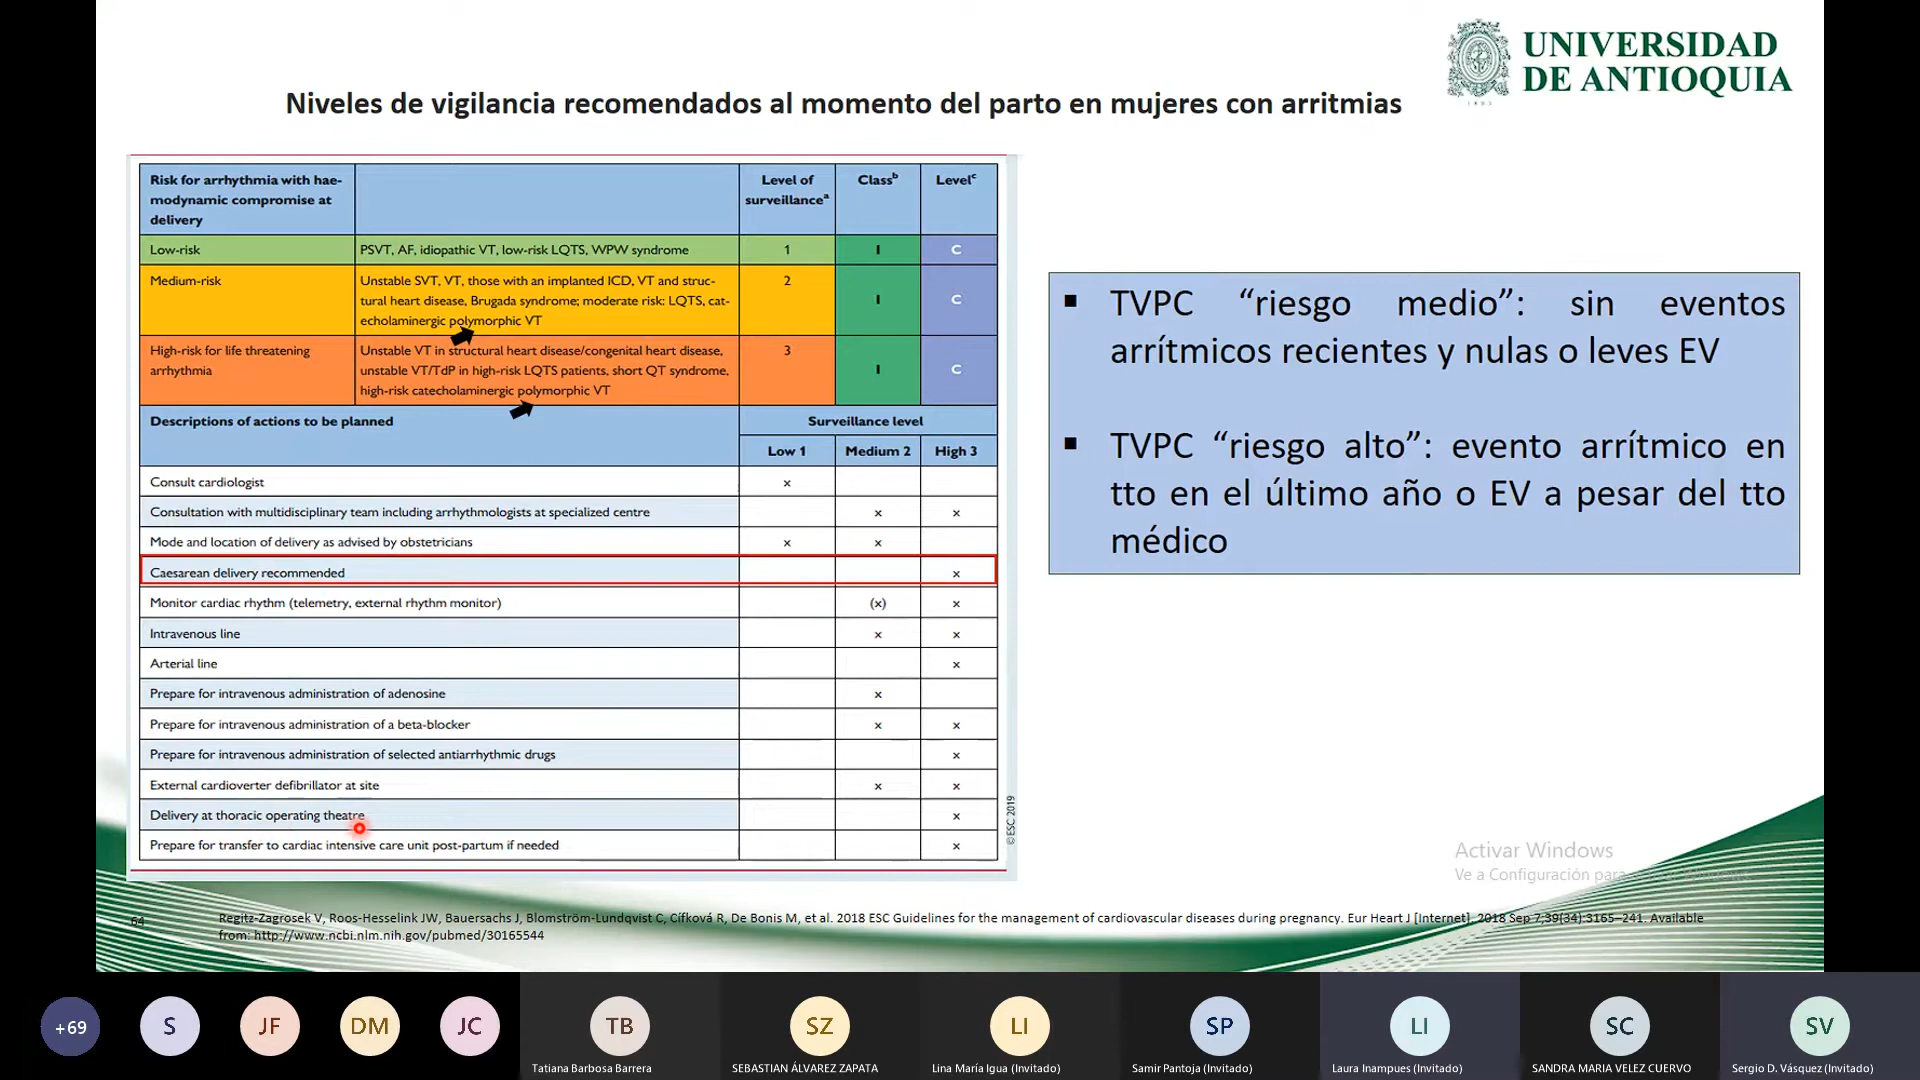 UNIVERSIDAD
DE ANTIOQUIA
1803
Niveles de vigilancia recomendados al momento del parto en mujeres con arritmias
Risk for arrhythmia with hae-
modynamic compromise at
delivery
Level of
surveillanceᵃ
Classᵇ
Levelᶜ
Low-risk
PSVT, AF, idiopathic VT, low-risk LQTS, WPW syndrome
1
I
C
Medium-risk
Unstable SVT, VT, those with an implanted ICD, VT and struc-
tural heart disease, Brugada syndrome; moderate risk: LQTS, cat-
echolaminergic polymorphic VT
2
I
C
High-risk for life threatening
arrhythmia
Unstable VT in structural heart disease/congenital heart disease,
unstable VT/TdP in high-risk LQTS patients, short QT syndrome,
high-risk catecholaminergic polymorphic VT
3
I
C
Descriptions of actions to be planned
Surveillance level
Low 1 Medium 2 High 3
Consult cardiologist x
Consultation with multidisciplinary team including arrhythmologists at specialized centre x x
Mode and location of delivery as advised by obstetricians x x
Caesarean delivery recommended x
Monitor cardiac rhythm (telemetry, external rhythm monitor) (x) x
Intravenous line x x
Arterial line x
Prepare for intravenous administration of adenosine x
Prepare for intravenous administration of a beta-blocker x x
Prepare for intravenous administration of selected antiarrhythmic drugs x
External cardioverter defibrillator at site x x
Delivery at thoracic operating theatre x
Prepare for transfer to cardiac intensive care unit post-partum if needed x
©ESC 2019
▪ TVPC “riesgo medio”: sin eventos
arrítmicos recientes y nulas o leves EV
▪ TVPC “riesgo alto”: evento arrítmico en
tto en el último año o EV a pesar del tto
médico
Activar Windows
Ve a Configuración para
64
Regitz-Zagrosek V, Roos-Hesselink JW, Bauersachs J, Blomström-Lundqvist C, Cífková R, De Bonis M, et al. 2018 ESC Guidelines for the management of cardiovascular diseases during pregnancy. Eur Heart J [Internet]. 2018 Sep 7;39(34):3165–241. Available
from: http://www.ncbi.nlm.nih.gov/pubmed/30165544
+69
S
JF
DM
JC
TB
SZ
LI
SP
LI
SC
SV
Tatiana Barbosa Barrera
SEBASTIAN ÁLVAREZ ZAPATA
Lina María Igua (Invitado)
Samir Pantoja (Invitado)
Laura Inampues (Invitado)
SANDRA MARIA VELEZ CUERVO
Sergio D. Vásquez (Invitado)